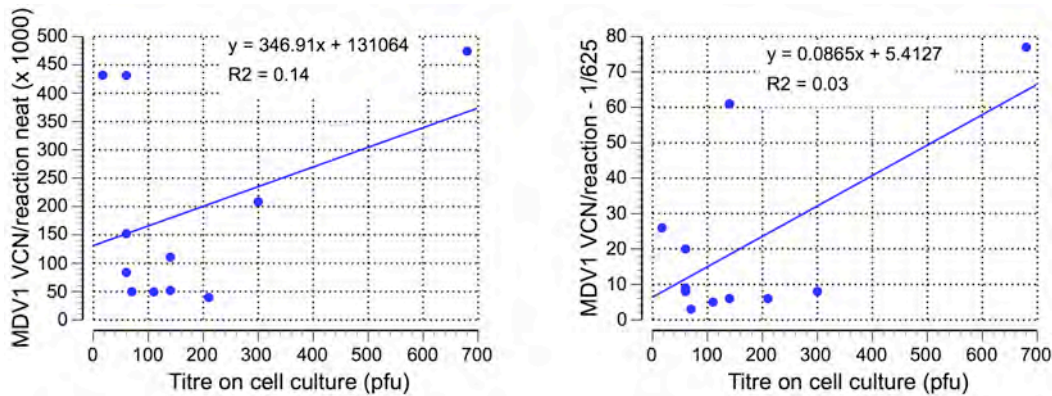 MDV1 VCN/reaction neat (x 1000)
500
450
400
350
300
250
200
150
100
50
0
y = 346.91x + 131064
R2 = 0.14
0 100 200 300 400 500 600 700
Titre on cell culture (pfu)
MDV1 VCN/reaction - 1/625
80
70
60
50
40
30
20
10
0
y = 0.0865x + 5.4127
R2 = 0.03
0 100 200 300 400 500 600 700
Titre on cell culture (pfu)